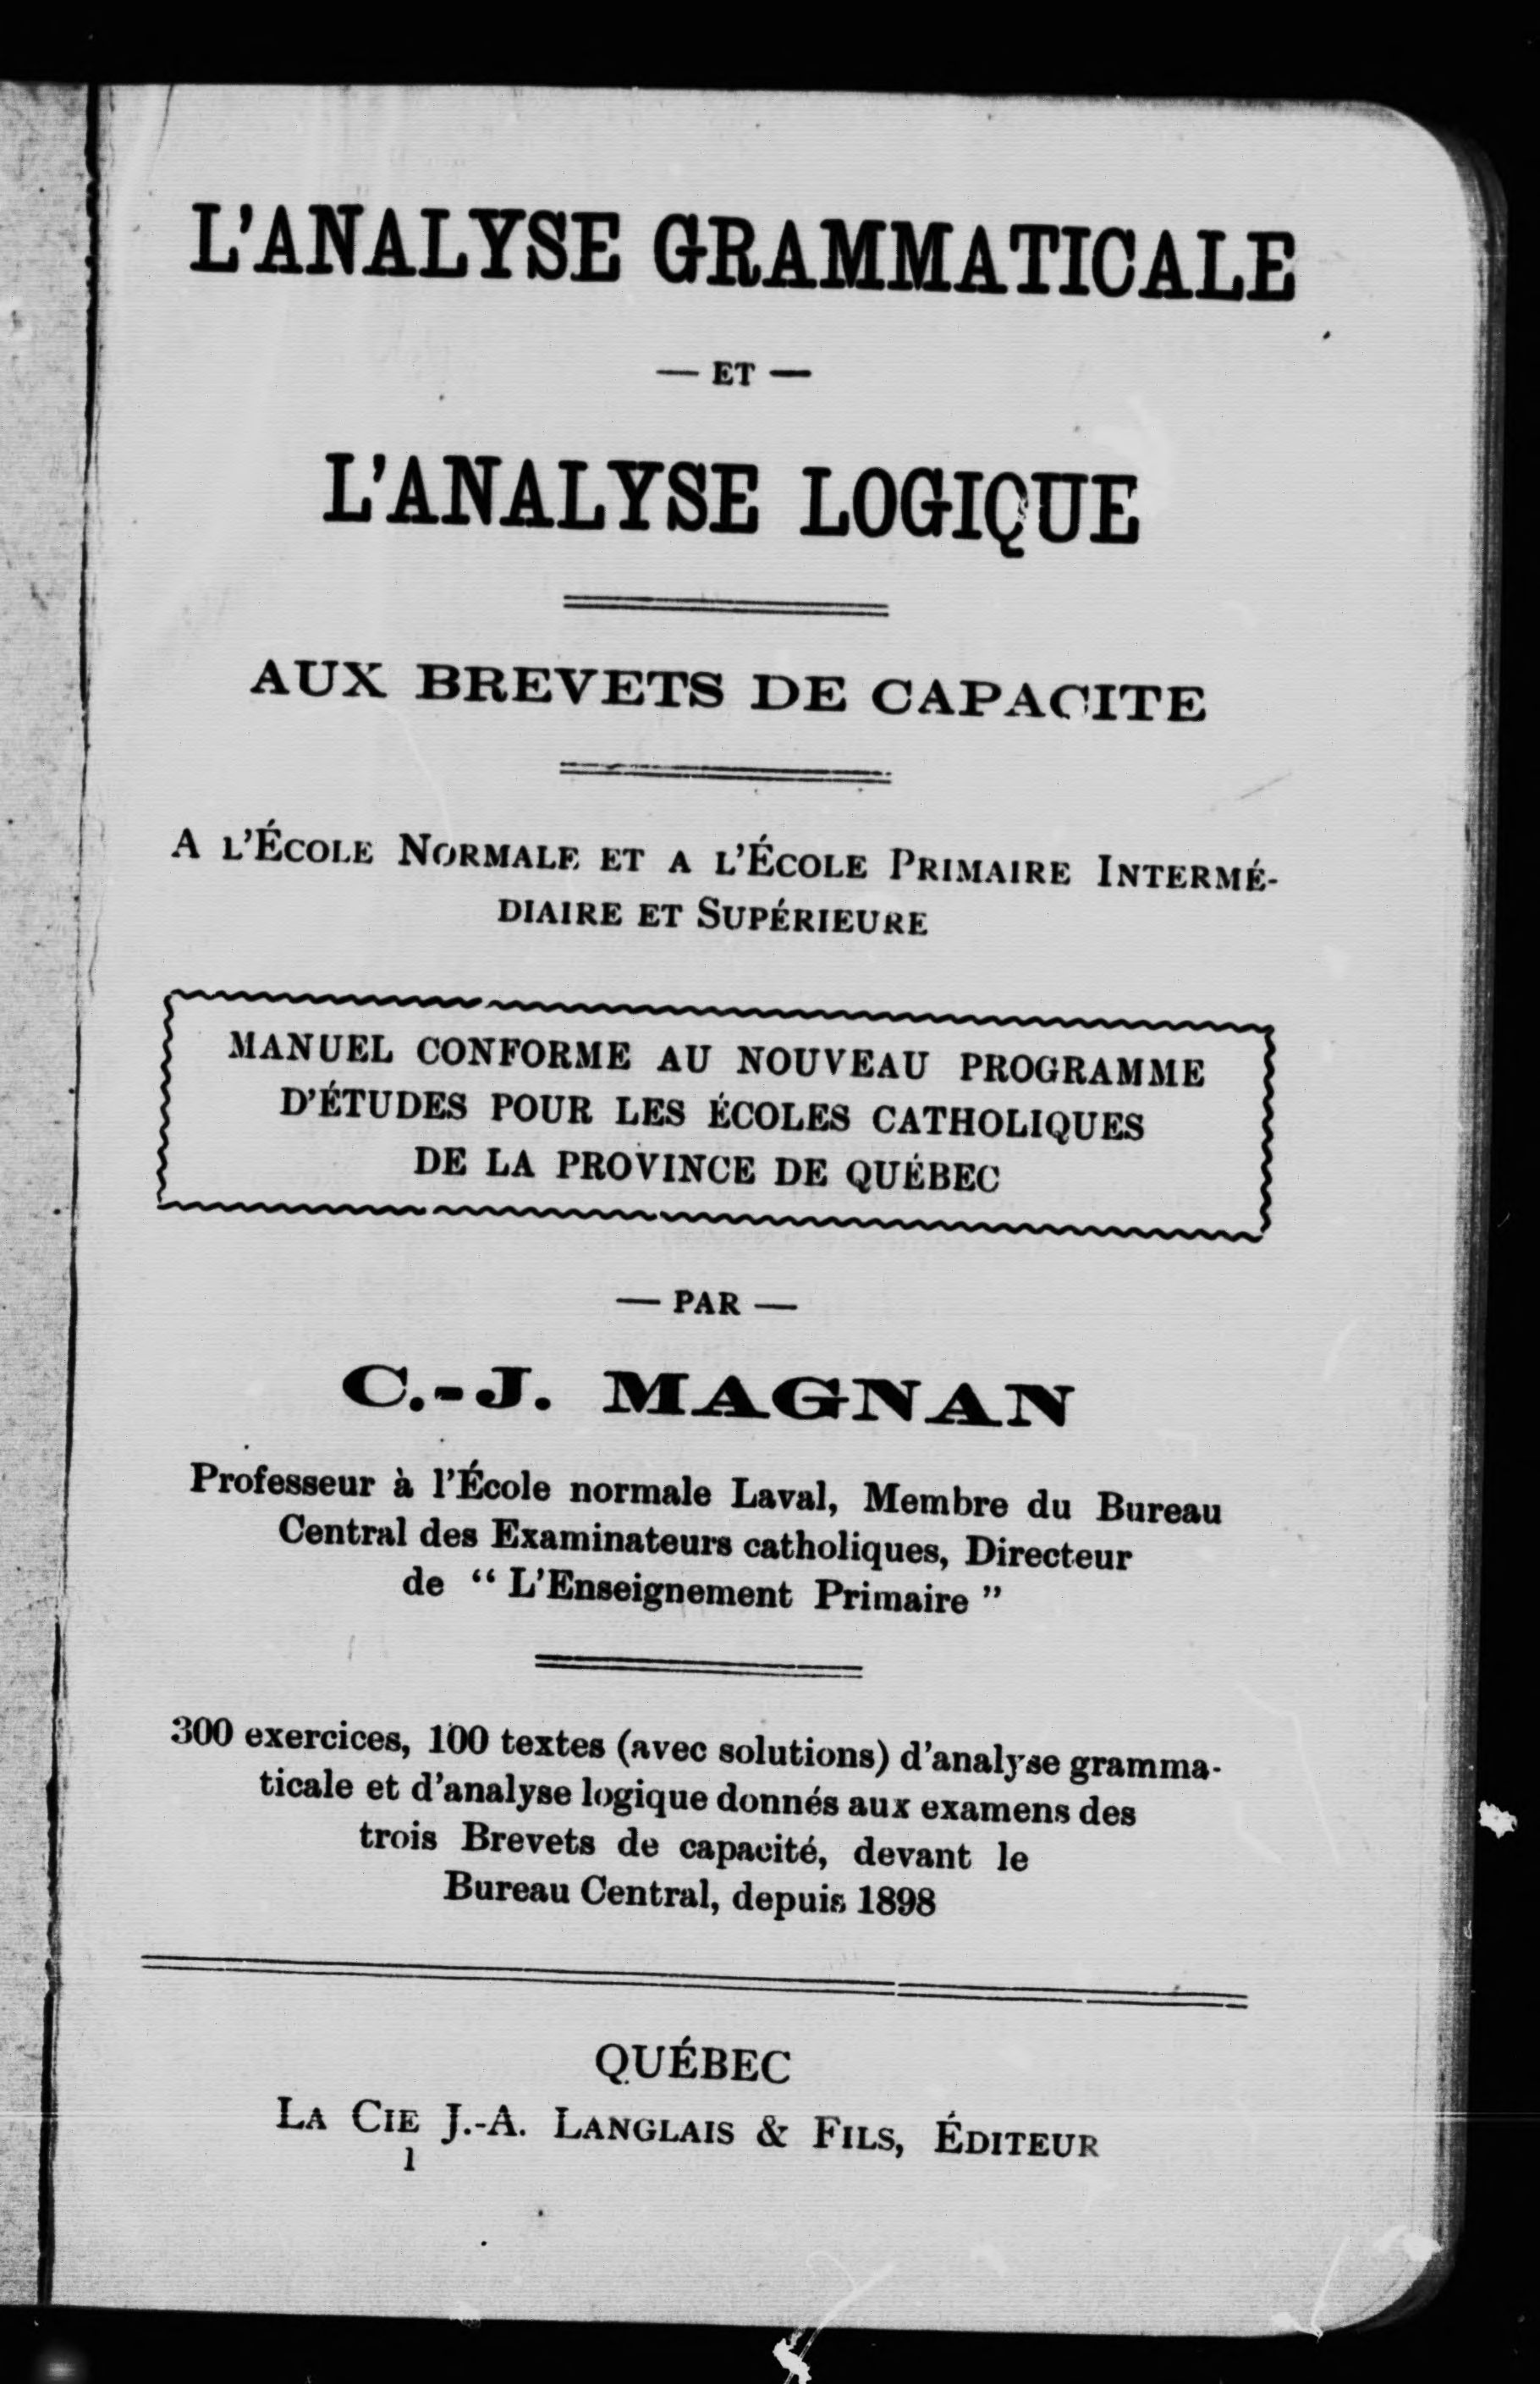 L'ANALYSE GRAMMATICALE
— ET —
L'ANALYSE LOGIQUE
AUX BREVETS DE CAPACITE
A L'ÉCOLE NORMALE ET A L'ÉCOLE PRIMAIRE INTERMÉ-
DIAIRE ET SUPÉRIEURE
MANUEL CONFORME AU NOUVEAU PROGRAMME
D'ÉTUDES POUR LES ÉCOLES CATHOLIQUES
DE LA PROVINCE DE QUÉBEC
— PAR —
C.-J. MAGNAN
Professeur à l'École normale Laval, Membre du Bureau
Central des Examinateurs catholiques, Directeur
de “ L'Enseignement Primaire ”
300 exercices, 100 textes (avec solutions) d'analyse gramma-
ticale et d'analyse logique donnés aux examens des
trois Brevets de capacité, devant le
Bureau Central, depuis 1898
QUÉBEC
LA CIE J.-A. LANGLAIS & FILS, ÉDITEUR
1